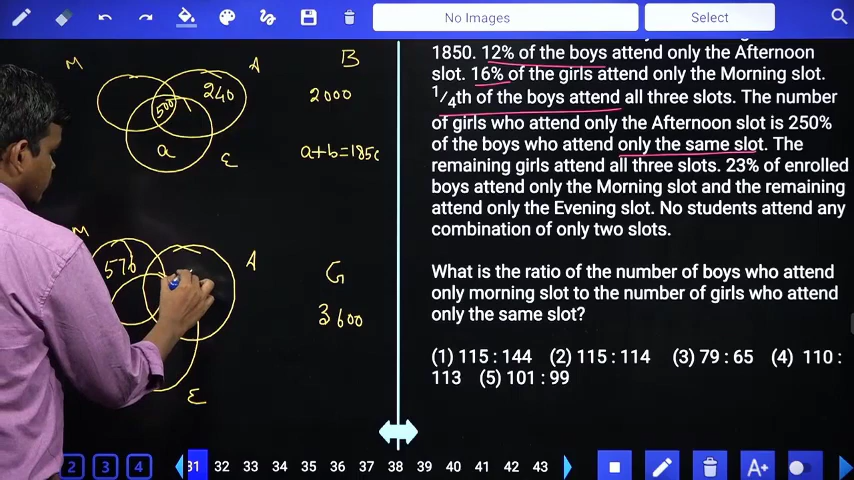 No Images
Select
M
A
B
500
240
2000
a
a+b=185
E
M
576
A
G
3600
E
1850. 12% of the boys attend only the Afternoon
slot. 16% of the girls attend only the Morning slot.
1/4th of the boys attend all three slots. The number
of girls who attend only the Afternoon slot is 250%
of the boys who attend only the same slot. The
remaining girls attend all three slots. 23% of enrolled
boys attend only the Morning slot and the remaining
attend only the Evening slot. No students attend any
combination of only two slots.
What is the ratio of the number of boys who attend
only morning slot to the number of girls who attend
only the same slot?
(1) 115 : 144 (2) 115 : 114 (3) 79 : 65 (4) 110 :
113 (5) 101 : 99
2 3 4 31 32 33 34 35 36 37 38 39 40 41 42 43
A+